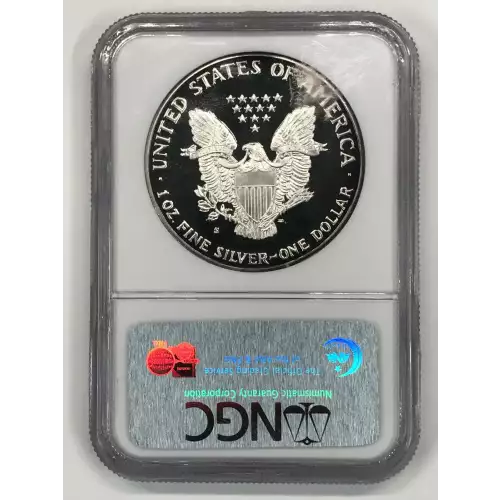 UNITED STATES OF AMERICA
S
1 OZ. FINE SILVER~ONE DOLLAR
NGC
Numismatic Guaranty Corporation
The Official Grading Service